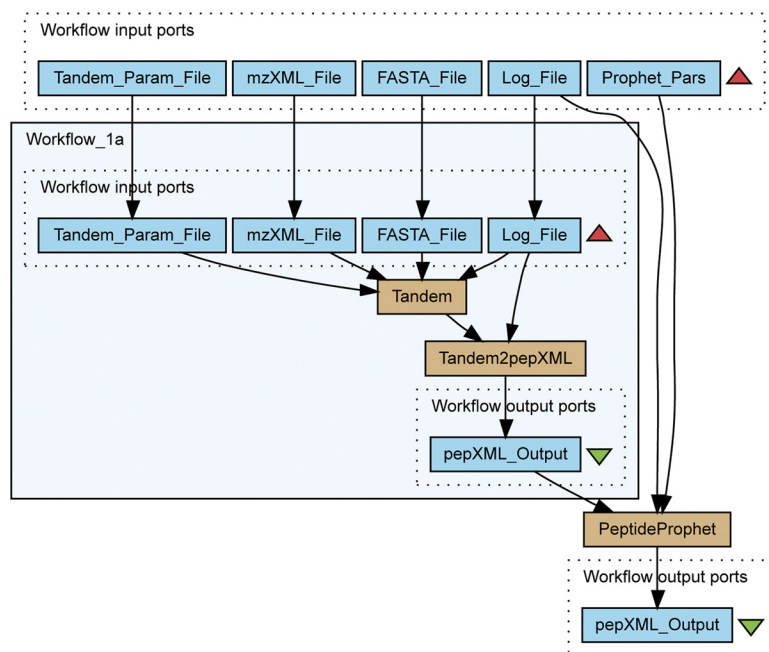 Workflow input ports
Tandem_Param_File mzXML_File FASTA_File Log_File Prophet_Pars
Workflow_1a
Workflow input ports
Tandem_Param_File mzXML_File FASTA_File Log_File
Tandem
Tandem2pepXML
Workflow output ports
pepXML_Output
PeptideProphet
Workflow output ports
pepXML_Output